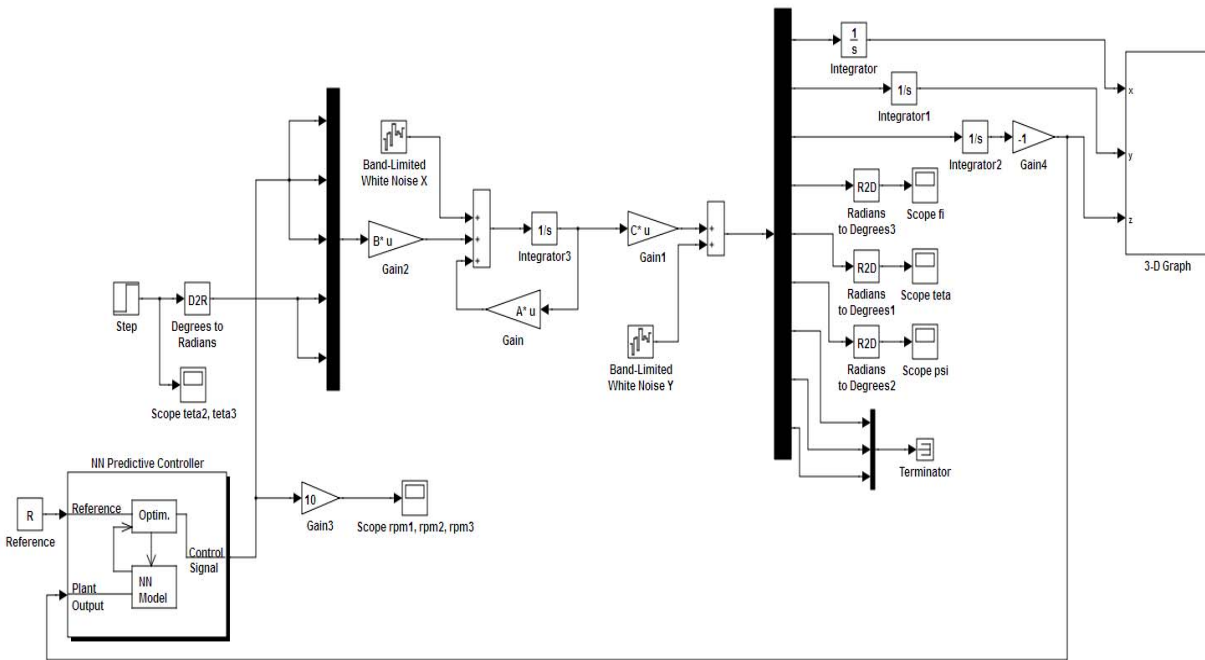 1
s
Integrator
x
1/s
Integrator1
1/s
Integrator2
-1
Gain4
y
z
3-D Graph
Band-Limited
White Noise X
+
+
+
B* u
Gain2
1/s
Integrator3
C* u
Gain1
+
+
A* u
Gain
Band-Limited
White Noise Y
R2D
Radians
to Degrees3
Scope fi
R2D
Radians
to Degrees1
Scope teta
R2D
Radians
to Degrees2
Scope psi
Terminator
Step
D2R
Degrees to
Radians
Scope teta2, teta3
NN Predictive Controller
R
Reference
Reference
Optim.
Control
Signal
Plant
Output
NN
Model
10
Gain3
Scope rpm1, rpm2, rpm3